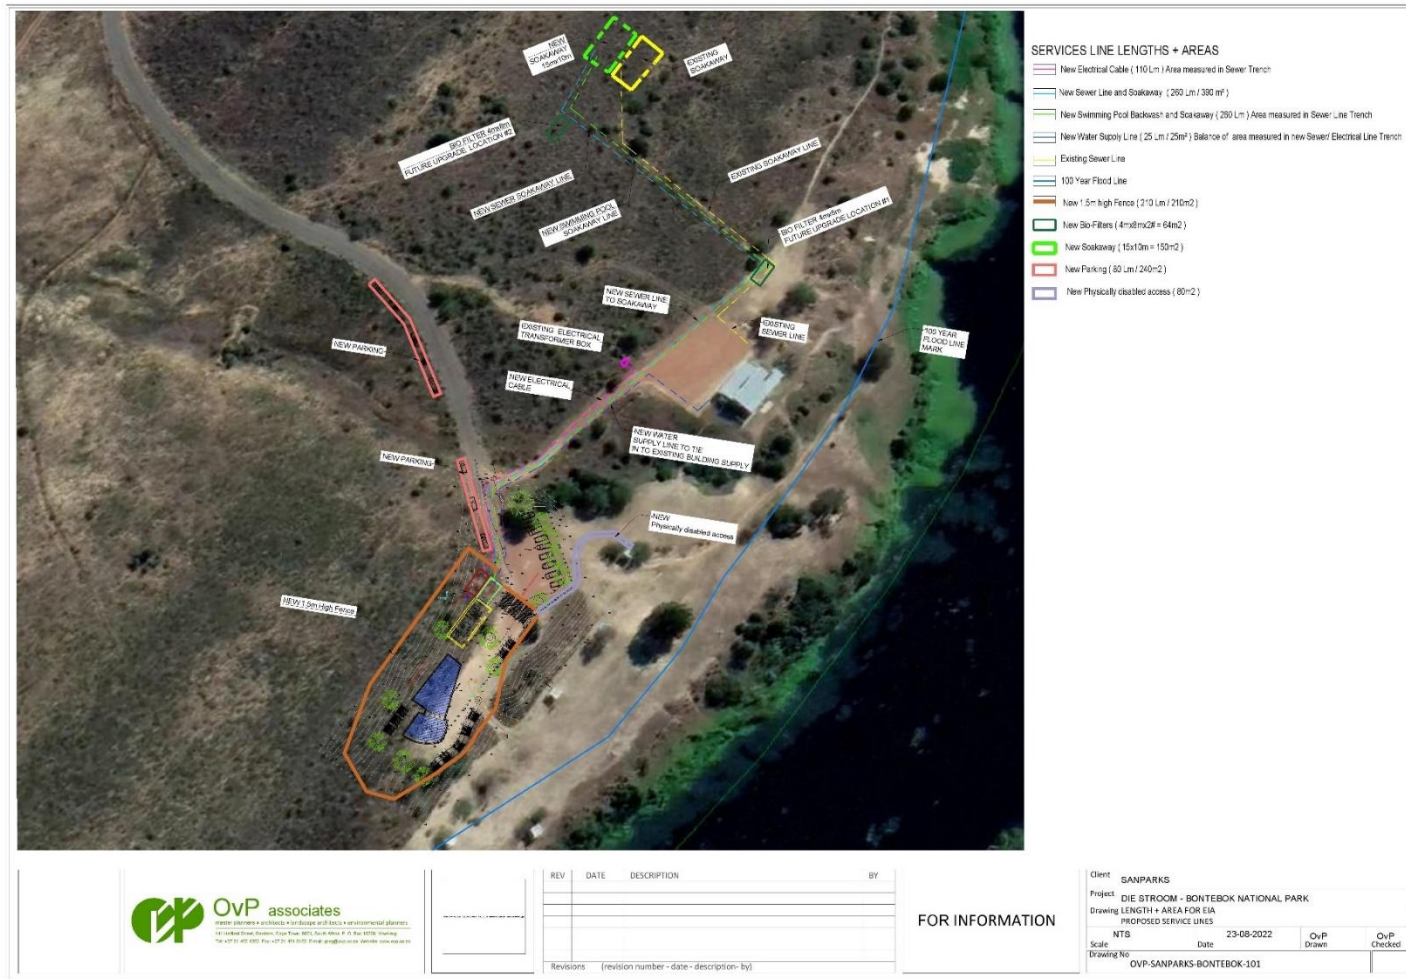 NEW
SOAKAWAY
15mx10m
EXISTING
SOAKAWAY
BIO FILTER 4mx8m
FUTURE UPGRADE LOCATION #2
EXISTING SOAKAWAY LINE
NEW SEWER SOAKAWAY LINE
NEW SWIMMING POOL
SOAKAWAY LINE
BIO FILTER 4mx8m
FUTURE UPGRADE LOCATION #1
NEW SEWER LINE
TO SOAKAWAY
EXISTING ELECTRICAL
TRANSFORMER BOX
EXISTING
SEWER LINE
100 YEAR
FLOOD LINE
MARK
NEW PARKING
NEW ELECTRICAL
CABLE
NEW WATER
SUPPLY LINE TO TIE
IN TO EXISTING BUILDING SUPPLY
NEW PARKING
NEW
Physically disabled access
NEW 1.5m High Fence
SERVICES LINE LENGTHS + AREAS
New Electrical Cable ( 110 Lm ) Area measured in Sewer Trench
New Sewer Line and Soakaway ( 260 Lm / 390 m² )
New Swimming Pool Backwash and Soakaway ( 260 Lm ) Area measured in Sewer Line Trench
New Water Supply Line ( 25 Lm / 25m² ) Balance of area measured in new Sewer/ Electrical Line Trench
Existing Sewer Line
100 Year Flood Line
New 1.5m high Fence ( 210 Lm / 210m2 )
New Bio-Filters ( 4mx8mx2# = 64m2 )
New Soakaway ( 15x10m = 150m2 )
New Parking ( 80 Lm / 240m2 )
New Physically disabled access ( 80m2 )
OvP associates
master planners • architects • landscape architects • environmental planners
REV DATE DESCRIPTION BY
Revisions (revision number - date - description- by)
FOR INFORMATION
Client SANPARKS
Project DIE STROOM - BONTEBOK NATIONAL PARK
Drawing LENGTH + AREA FOR EIA
PROPOSED SERVICE LINES
Scale NTS Date 23-08-2022 OvP Drawn OvP Checked
Drawing No
OVP-SANPARKS-BONTEBOK-101